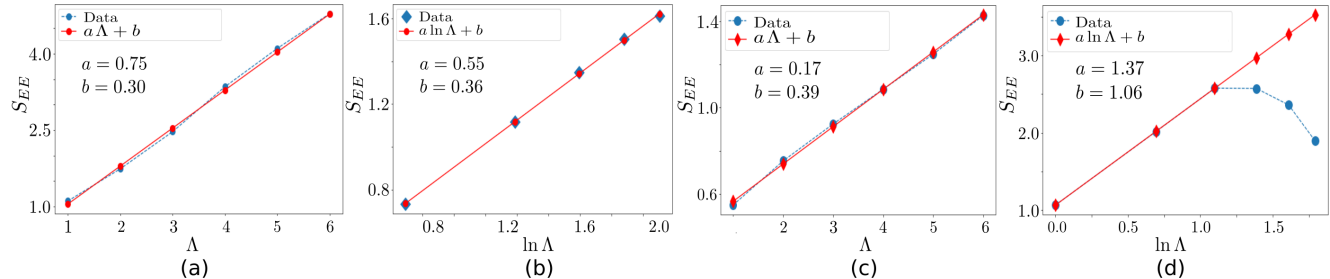 Data
a Λ + b
a = 0.75
b = 0.30
4.0
2.5
1.0
S_EE
1 2 3 4 5 6
Λ
(a)
Data
a ln Λ + b
a = 0.55
b = 0.36
1.6
1.2
0.8
S_EE
0.8 1.2 1.6 2.0
ln Λ
(b)
Data
a Λ + b
a = 0.17
b = 0.39
1.4
1.0
0.6
S_EE
1 2 3 4 5 6
Λ
(c)
Data
a ln Λ + b
a = 1.37
b = 1.06
3.0
2.0
1.0
S_EE
0.0 0.5 1.0 1.5
ln Λ
(d)